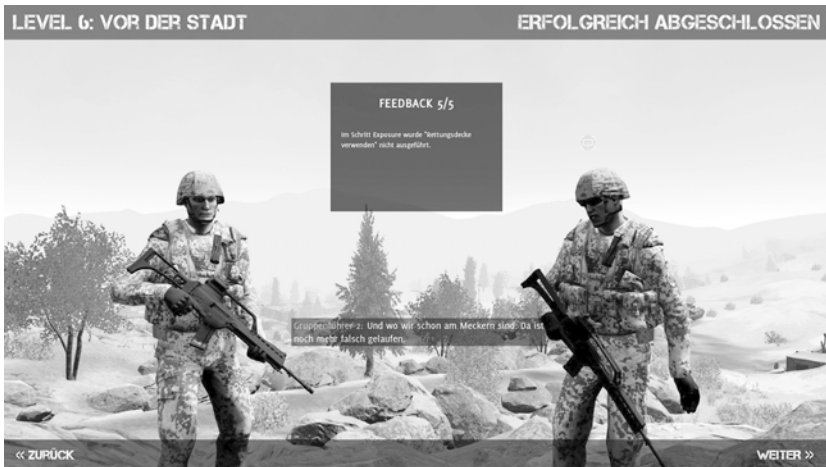 LEVEL 6: VOR DER STADT
ERFOLGREICH ABGESCHLOSSEN
FEEDBACK 5/5
Im Schritt Exposure wurde "Rettungsdecke
verwenden" nicht ausgeführt.
Gruppenführer 2: Und wo wir schon am Meckern sind: Da ist
noch mehr falsch gelaufen.
« ZURÜCK
WEITER »